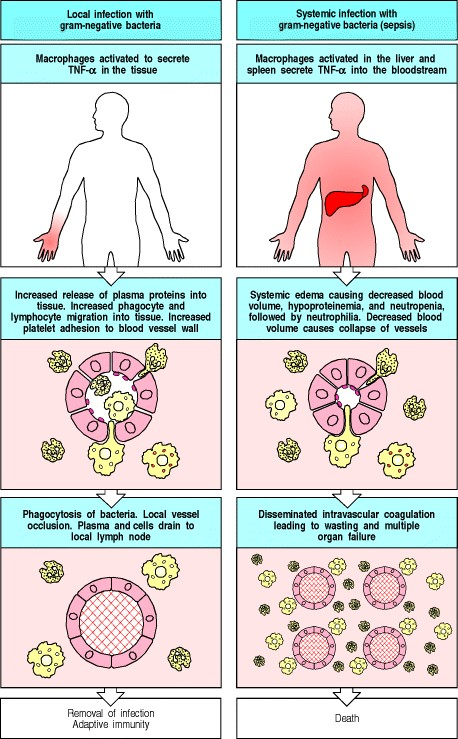 Local infection with
gram-negative bacteria
Macrophages activated to secrete
TNF-α in the tissue
Increased release of plasma proteins into
tissue. Increased phagocyte and
lymphocyte migration into tissue. Increased
platelet adhesion to blood vessel wall
Phagocytosis of bacteria. Local vessel
occlusion. Plasma and cells drain to
local lymph node
Removal of infection
Adaptive immunity
Systemic infection with
gram-negative bacteria (sepsis)
Macrophages activated in the liver and
spleen secrete TNF-α into the bloodstream
Systemic edema causing decreased blood
volume, hypoproteinemia, and neutropenia,
followed by neutrophilia. Decreased blood
volume causes collapse of vessels
Disseminated intravascular coagulation
leading to wasting and multiple
organ failure
Death